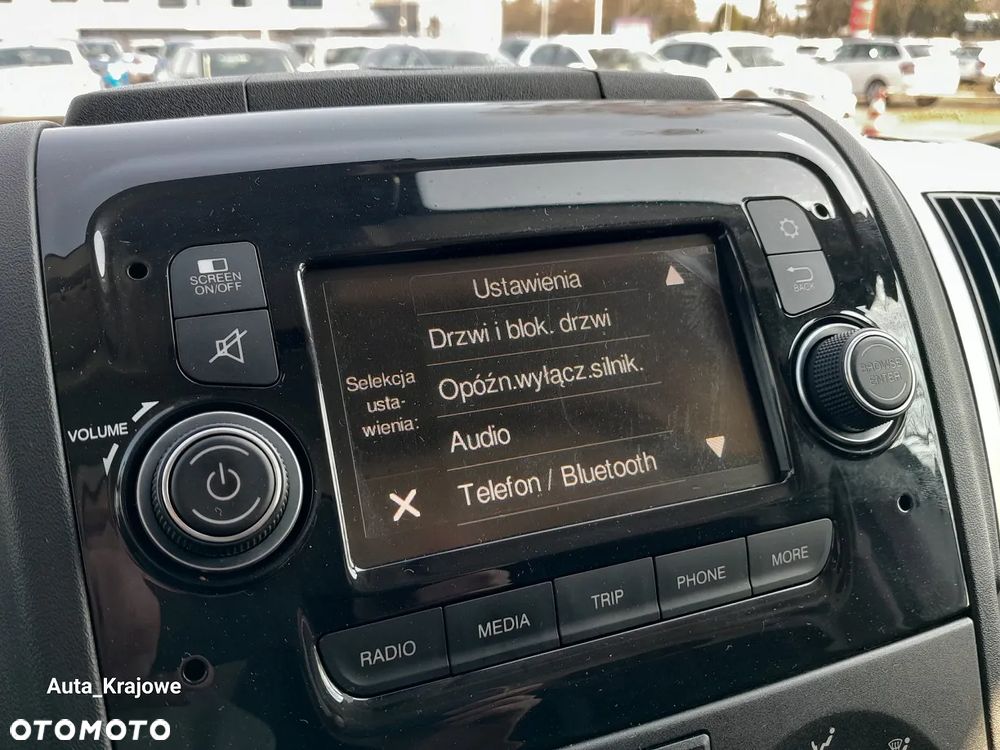 SCREEN
ON/OFF
VOLUME
Ustawienia
Drzwi i blok. drzwi
Selekcja
usta-
wienia:
Opóźn.wyłącz.silnik.
Audio
Telefon / Bluetooth
BACK
BROWSE
ENTER
RADIO
MEDIA
TRIP
PHONE
MORE
Auta_Krajowe
OTOMOTO